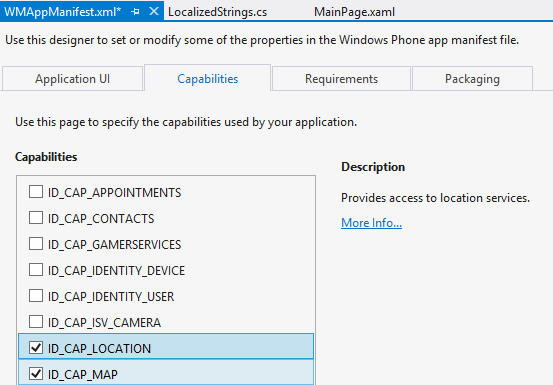 WMAppManifest.xml* LocalizedStrings.cs MainPage.xaml
Use this designer to set or modify some of the properties in the Windows Phone app manifest file.
Application UI Capabilities Requirements Packaging
Use this page to specify the capabilities used by your application.
Capabilities
ID_CAP_APPOINTMENTS
ID_CAP_CONTACTS
ID_CAP_GAMERSERVICES
ID_CAP_IDENTITY_DEVICE
ID_CAP_IDENTITY_USER
ID_CAP_ISV_CAMERA
ID_CAP_LOCATION
ID_CAP_MAP
Description
Provides access to location services.
More Info...